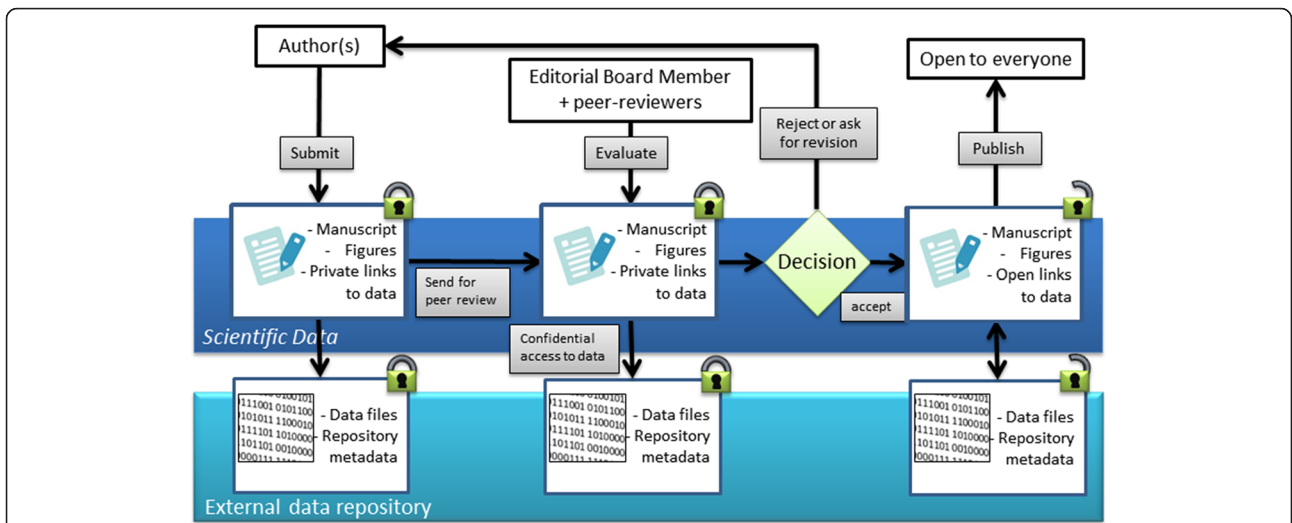 Author(s)
Editorial Board Member
+ peer-reviewers
Open to everyone
Submit
Evaluate
Reject or ask
for revision
Publish
- Manuscript
- Figures
- Private links
to data
Send for
peer review
- Manuscript
- Figures
- Private links
to data
Decision
accept
- Manuscript
- Figures
- Open links
to data
Scientific Data
Confidential
access to data
- Data files
- Repository
metadata
- Data files
- Repository
metadata
- Data files
- Repository
metadata
External data repository